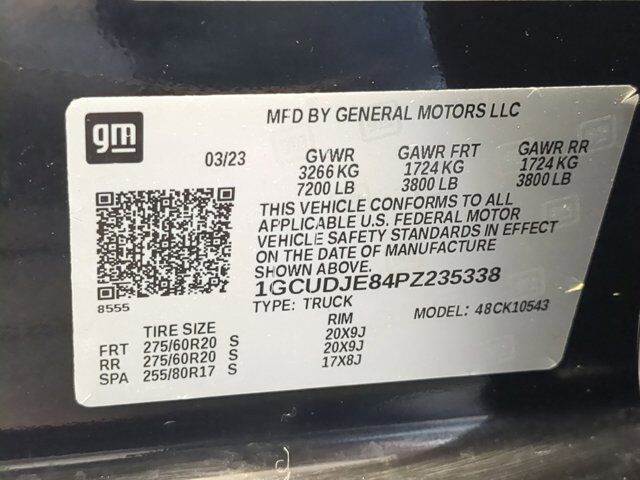 gm
MFD BY GENERAL MOTORS LLC
03/23 GVWR GAWR FRT GAWR RR
3266 KG 1724 KG 1724 KG
7200 LB 3800 LB 3800 LB
THIS VEHICLE CONFORMS TO ALL
APPLICABLE U.S. FEDERAL MOTOR
VEHICLE SAFETY STANDARDS IN EFFECT
ON THE DATE OF MANUFACTURE
SHOWN ABOVE.
1GCUDJE84PZ235338
8555
TYPE: TRUCK MODEL: 48CK10543
TIRE SIZE RIM
FRT 275/60R20 S 20X9J
RR 275/60R20 S 20X9J
SPA 255/80R17 S 17X8J